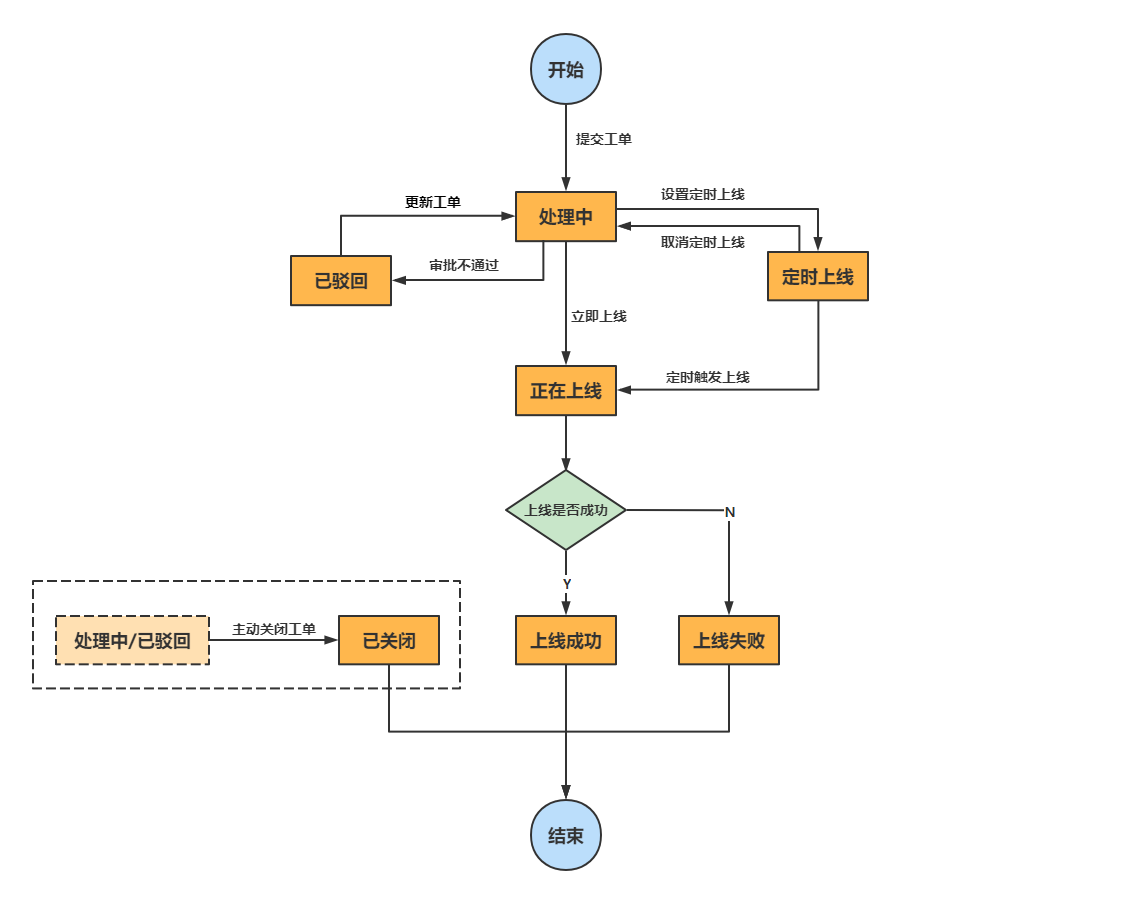 开始
提交工单
设置定时上线
更新工单
处理中
取消定时上线
审批不通过
已驳回
定时上线
立即上线
定时触发上线
正在上线
上线是否成功
N
Y
主动关闭工单
处理中/已驳回
已关闭
上线成功
上线失败
结束